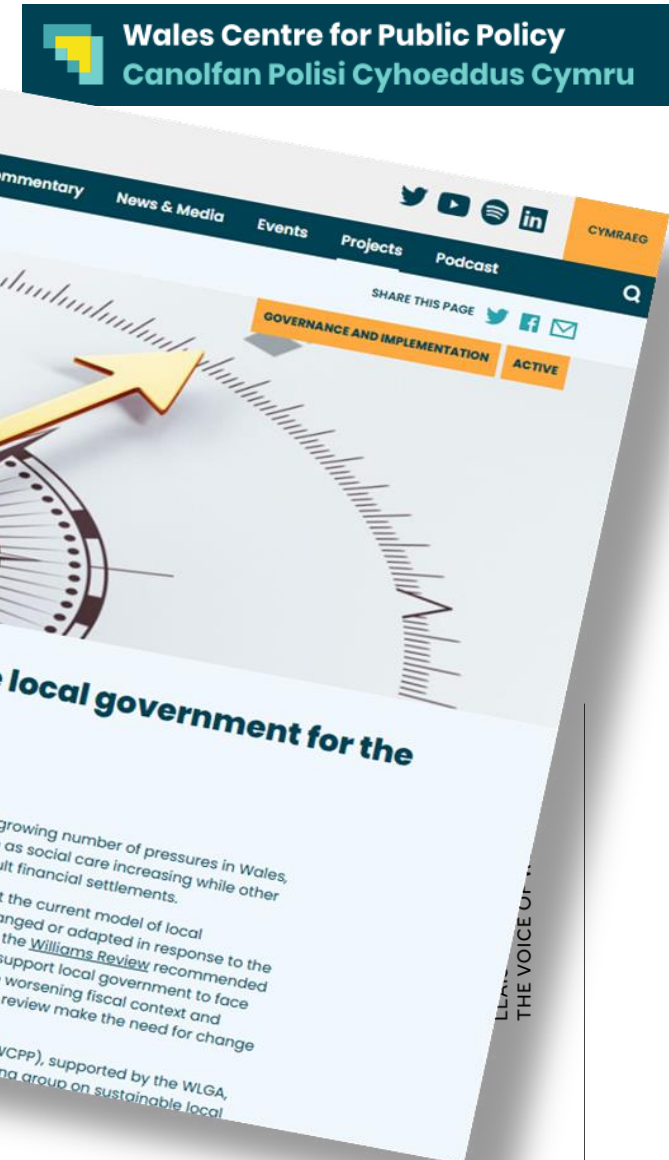 Wales Centre for Public Policy
Canolfan Polisi Cyhoeddus Cymru
CYMRAEG
News & Media Events Projects Podcast
SHARE THIS PAGE
GOVERNANCE AND IMPLEMENTATION ACTIVE
local government for the
growing number of pressures in Wales,
as social care increasing while other
financial settlements.
the current model of local
or adapted in response to the
the Williams Review recommended
support local government to face
worsening fiscal context and
review make the need for change
WCPP), supported by the WLGA,
group on sustainable local
THE VOICE OF